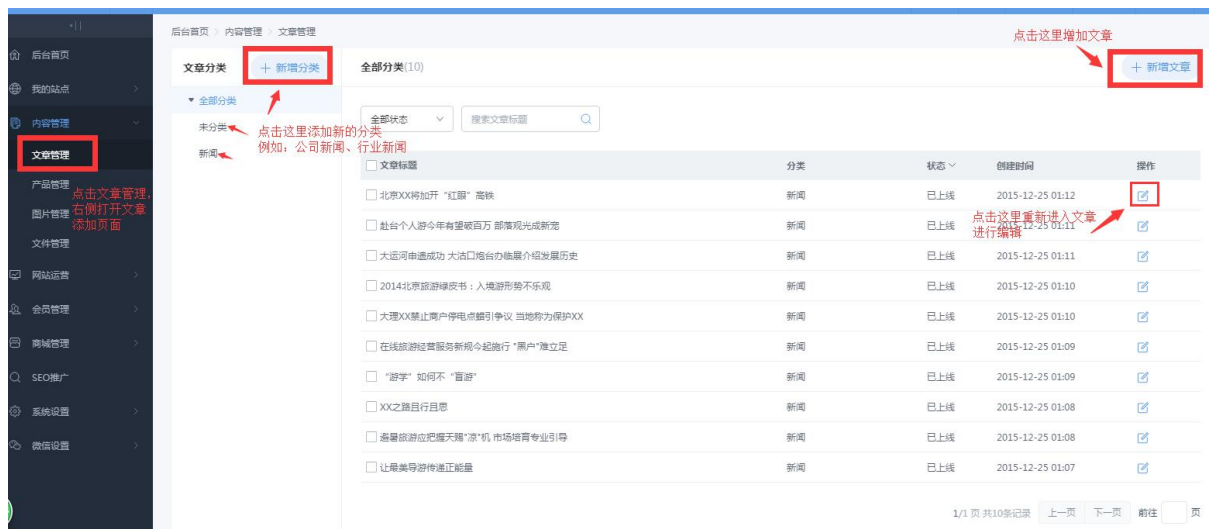 后台首页 > 内容管理 > 文章管理
后台首页
我的站点
内容管理
文章管理
产品管理
图片管理
文件管理
网站运营
会员管理
商城管理
SEO推广
系统设置
微信设置
点击文章管理，
右侧打开文章
添加页面
文章分类
+ 新增分类
全部分类
未分类
新闻
点击这里添加新的分类
例如：公司新闻、行业新闻
全部分类(10)
点击这里增加文章
+ 新增文章
全部状态
搜索文章标题
文章标题 分类 状态 创建时间 操作
北京XX将加开“红眼”高铁 新闻 已上线 2015-12-25 01:12
赴台个人游今年有望破百万 部落观光成新宠 新闻 已上线 2015-12-25 01:11
点击这里重新进入文章
进行编辑
大运河申遗成功 大沽口炮台办临展介绍发展历史 新闻 已上线 2015-12-25 01:11
2014北京旅游绿皮书：入境游形势不乐观 新闻 已上线 2015-12-25 01:10
大理XX禁止商户停电点蜡引争议 当地称为保护XX 新闻 已上线 2015-12-25 01:10
在线旅游经营服务新规今起施行 "黑户"难立足 新闻 已上线 2015-12-25 01:09
“游学”如何不“盲游” 新闻 已上线 2015-12-25 01:09
XX之路且行且思 新闻 已上线 2015-12-25 01:08
避暑旅游应把握天赐"凉"机 市场培育专业引导 新闻 已上线 2015-12-25 01:08
让最美导游传递正能量 新闻 已上线 2015-12-25 01:07
1/1 页 共10条记录 上一页 下一页 前往 页